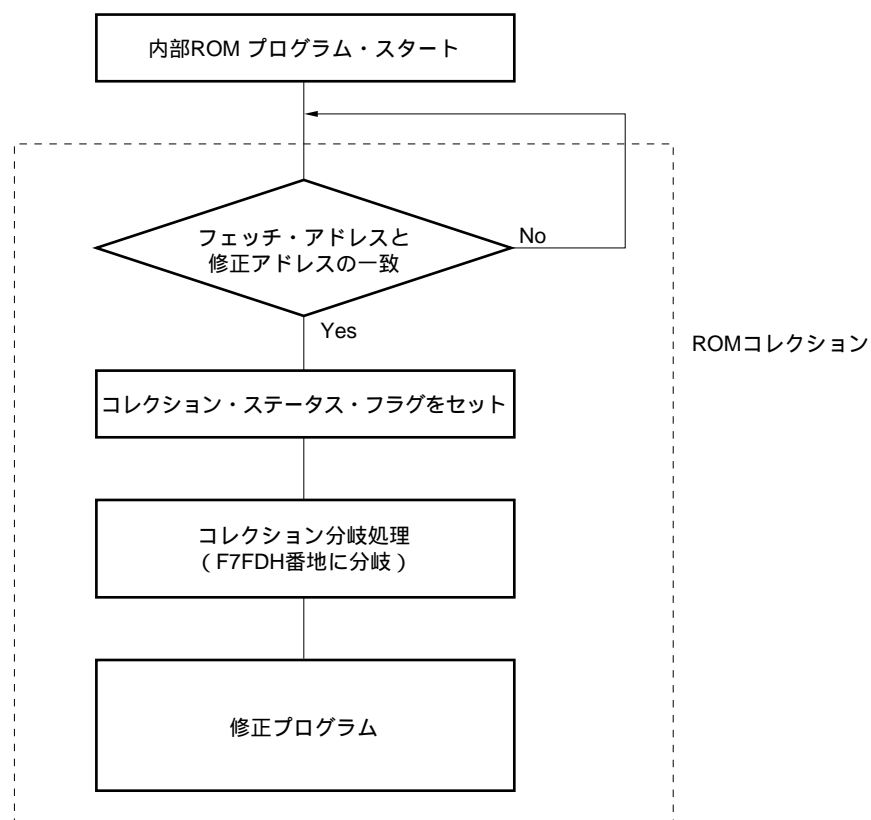 内部ROM プログラム・スタート
フェッチ・アドレスと
修正アドレスの一致
No
Yes
ROMコレクション
コレクション・ステータス・フラグをセット
コレクション分岐処理
（F7FDH番地に分岐）
修正プログラム